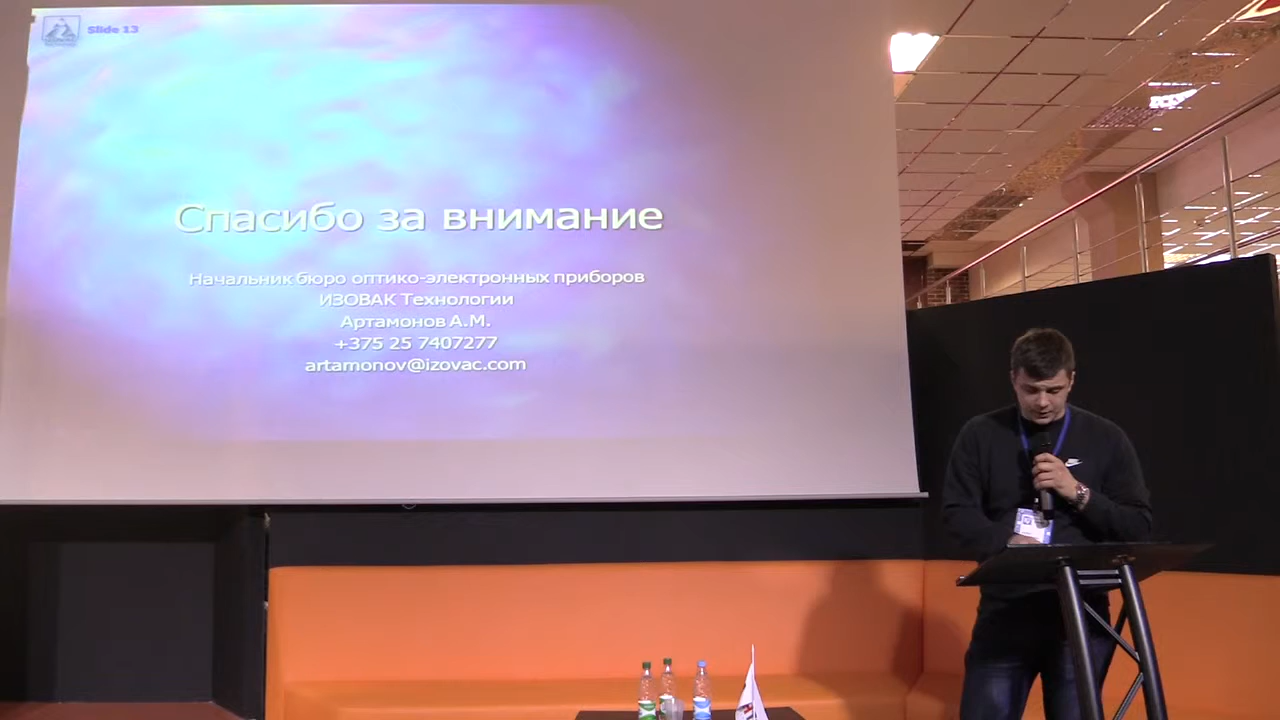 Slide 13
Спасибо за внимание
Начальник бюро оптико-электронных приборов
ИЗОВАК Технологии
Артамонов А.М.
+375 25 7407277
artamonov@izovac.com